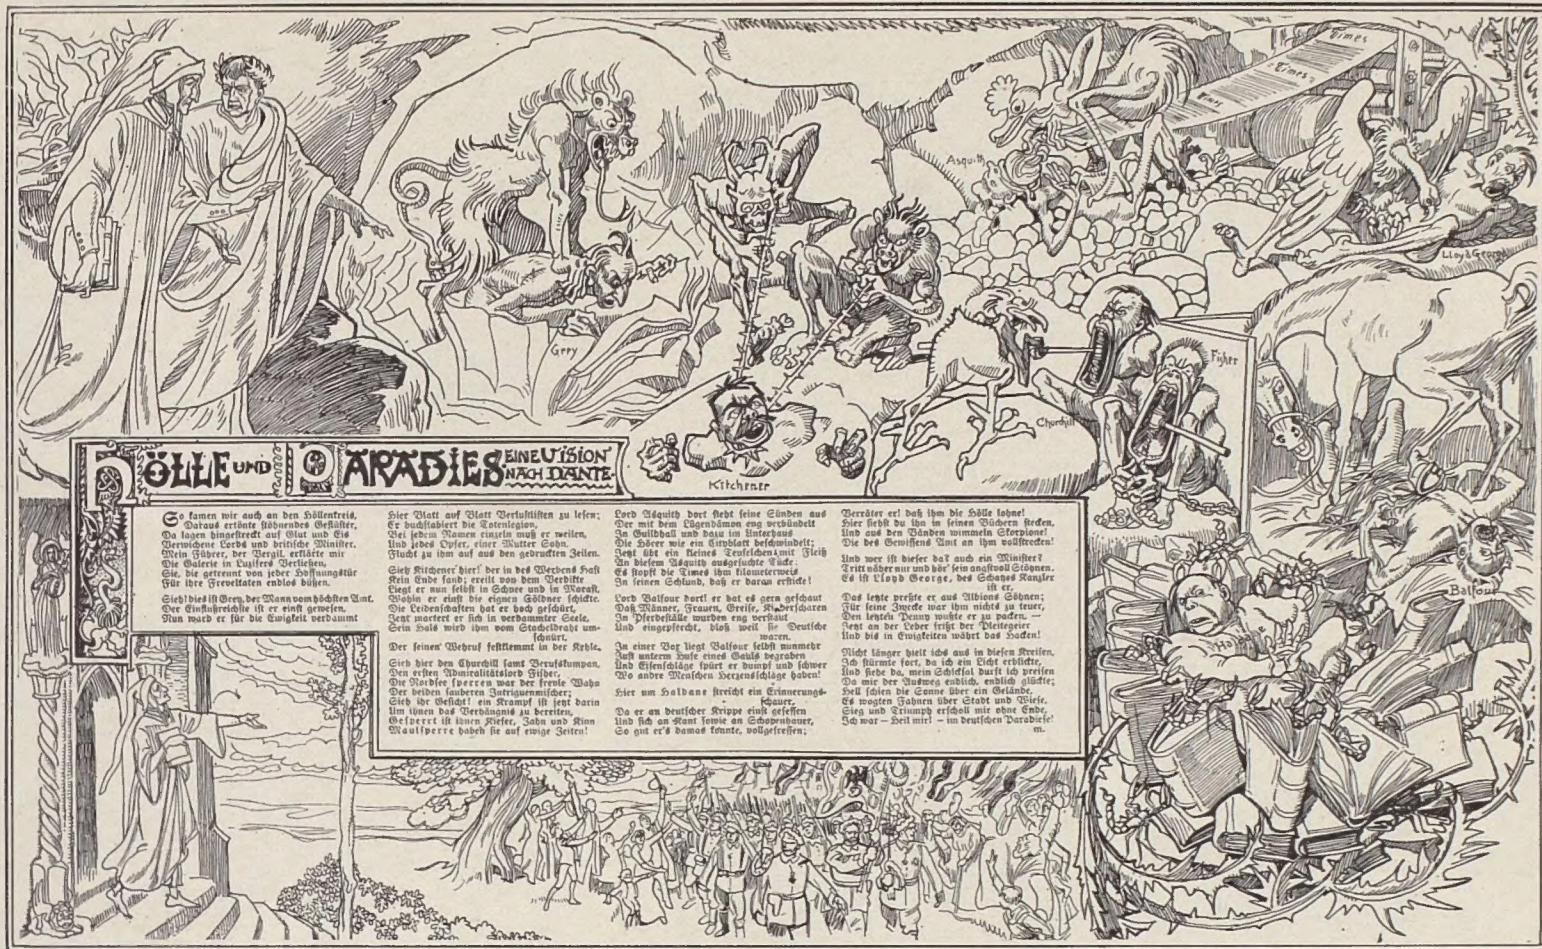 Times
Times
Times
Asquith
Lloyd George
Grey
Fisher
Churchill
Kitchener
Balfour
Ha
HÖLLE UND PARADIES EINE VISION
NACH DANTE.
So kamen wir auch an den Höllenkreis,
Daraus ertönte stöhnendes Geflüster,
Da lagen hingestreckt auf Glut und Eis
Verwichene Lords und britische Minister.
Mein Führer, der Vergil, erklärte mir
Die Galerie in Luzifers Verließen,
Sie, die getrennt von jeder Hoffnungstür
Für ihre Freveltaten endlos büßen.
Sieh! dies ist Grey, der Mann vom höchsten Amt.
Der Einflußreichste ist er einst gewesen.
Nun ward er für die Ewigkeit verdammt
Hier Blatt auf Blatt Verlustlisten zu lesen;
Er buchstabiert die Totenlegion,
Bei jedem Namen einzeln muß er weilen,
Und jedes Opfer, einer Mutter Sohn,
Flucht zu ihm auf aus den gedruckten Zeilen.
Sieh Kitchener hier! der in des Werbens Hast
Kein Ende fand; ereilt von dem Verdikte
Liegt er nun selbst in Schnee und in Morast,
Wohin er einst die eignen Söldner schickte.
Die Leidenschaften hat er hoch geschürt,
Jetzt martert er sich in verdammter Seele,
Sein Hals wird ihm vom Stacheldraht um-
schnürt,
Der seinen Wehruf festklemmt in der Kehle.
Sieh hier den Churchill samt Berufskumpan,
Den ersten Admiralitätslord Fisher,
Die Nordsee sperren war der frevle Wahn
Der beiden sauberen Intriguenmischer;
Sieh ihr Gesicht! ein Krampf ist jetzt darin
Um ihnen das Verhängnis zu bereiten,
Gesperrt ist ihnen Kiefer, Zahn und Kinn
Maulsperre haben sie auf ewige Zeiten!
Lord Asquith dort steht seine Sünden aus
Der mit dem Lügendämon eng verbündelt
In Guildhall und dazu im Unterhaus
Die Hörer wie ein Cityblatt beschwindelt;
Jetzt übt ein kleines Teufelchen mit Fleiß
An diesem Asquith ausgesuchte Tücke:
Es stopft die Times ihm kilometerweis
In seinen Schlund, daß er daran ersticke!
Lord Balfour dort! er hat es gern geschaut
Daß Männer, Frauen, Greise, Kinderscharen
In Pferdeställe wurden eng verstaut
Und eingepfercht, bloß weil sie Deutsche
waren.
In einer Box liegt Balfour selbst nunmehr
Just unterm Hufe eines Gauls begraben
Und Eisenschläge spürt er dumpf und schwer
Wo andre Menschen Herzensschläge haben!
Hier um Haldane streicht ein Erinnerungs-
schauer,
Da er an deutscher Krippe einst gesessen
Und sich an Kant sowie an Schopenhauer,
So gut er's damas konnte, vollgefressen;
Verräter er! daß ihm die Hölle lohne!
Hier siehst du ihn in seinen Büchern stecken,
Und aus den Bänden wimmeln Skorpione!
Die des Gewissens Amt an ihm vollstrecken!
Und wer ist dieser da? auch ein Minister?
Tritt näher nur und hör' sein angstvoll Stöhnen.
Es ist Lloyd George, des Schatzes Kanzler
ist er.
Das letzte preßte er aus Albions Söhnen;
Für seine Zwecke war ihm nichts zu teuer,
Den letzten Penny wußte er zu packen, —
Jetzt an der Leber frißt der Pleitegeier
Und bis in Ewigkeiten währt das Hacken!
Nicht länger hielt ichs aus in diesen Kreisen,
Ich stürmte fort, da ich ein Licht erblickte,
Und siehe da, mein Schicksal durft ich preisen
Da mir der Ausweg endlich, endlich glückte;
Hell schien die Sonne über ein Gelände,
Es wogten Fahnen über Stadt und Wiese,
Sieg und Triumph erscholl mir ohne Ende,
Ich war — Heil mir! — im deutschen Paradiese!
m.